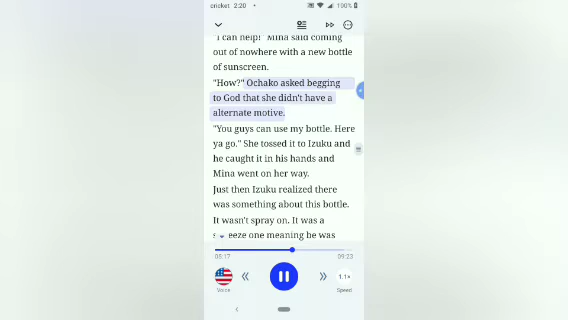 cricket 2:20 100%
"I can help!" Mina said coming
out of nowhere with a new bottle
of sunscreen.
"How?" Ochako asked begging
to God that she didn't have a
alternate motive.
"You guys can use my bottle. Here
ya go." She tossed it to Izuku and
he caught it in his hands and
Mina went on her way.
Just then Izuku realized there
was something about this bottle.
It wasn't spray on. It was a
eeze one meaning be was
05:17 09:23
1.1×
Voice Speed